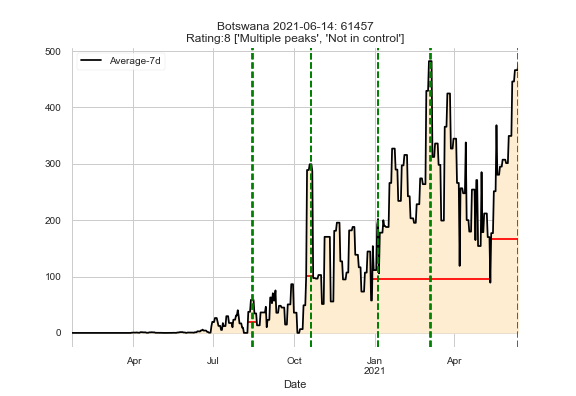 Botswana 2021-06-14: 61457
Rating:8 ['Multiple peaks', 'Not in control']
Average-7d
500
400
300
200
100
0
Apr
Jul
Oct
Jan
2021
Apr
Date